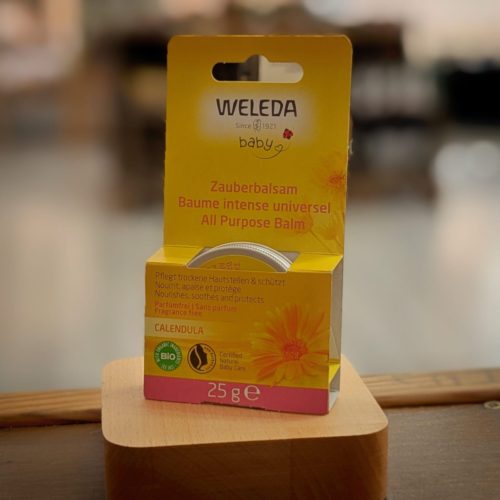 WELEDA
Since 1921
baby
Zauberbalsam
Baume intense universel
All Purpose Balm
Pflegt trockene Hautstellen & schützt
Nourrit, apaise et protège
Nourishes, soothes and protects
Parfümfrei | Sans parfum
Fragrance free
CALENDULA
BIO
Certified
Natural
Baby Care
25 g e